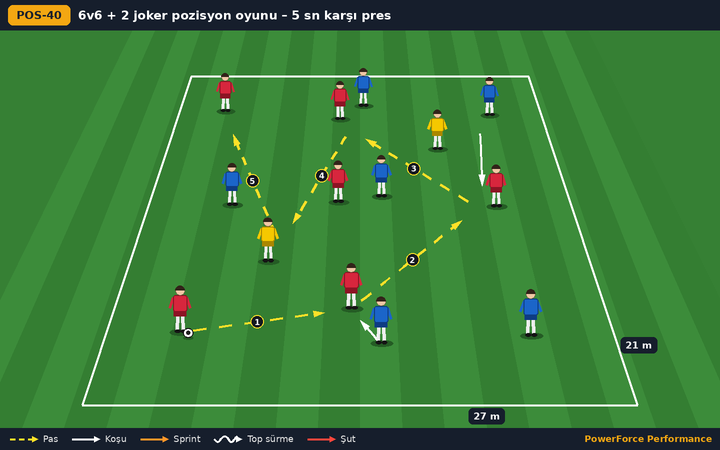 POS-40 6v6 + 2 joker pozisyon oyunu – 5 sn karşı pres
3
4
5
2
1
21 m
27 m
Pas Koşu Sprint Top sürme Şut PowerForce Performance